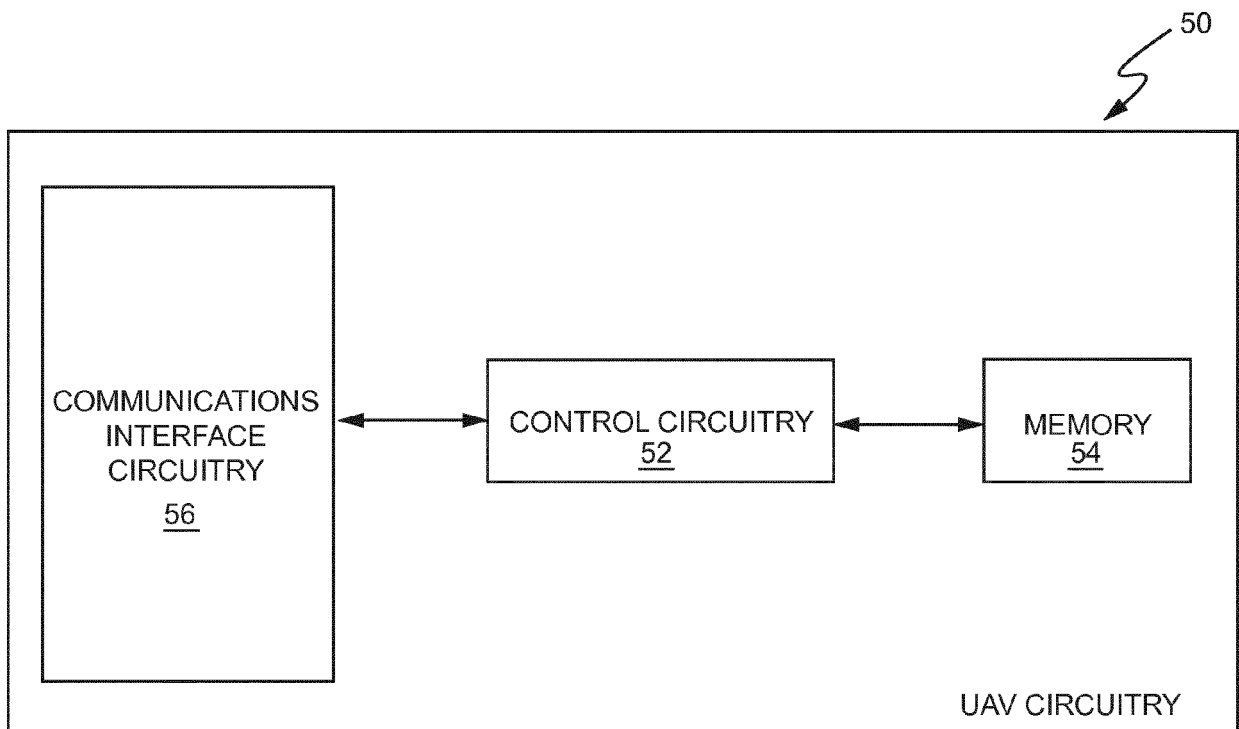 50
COMMUNICATIONS
INTERFACE
CIRCUITRY
56
CONTROL CIRCUITRY
52
MEMORY
54
UAV CIRCUITRY